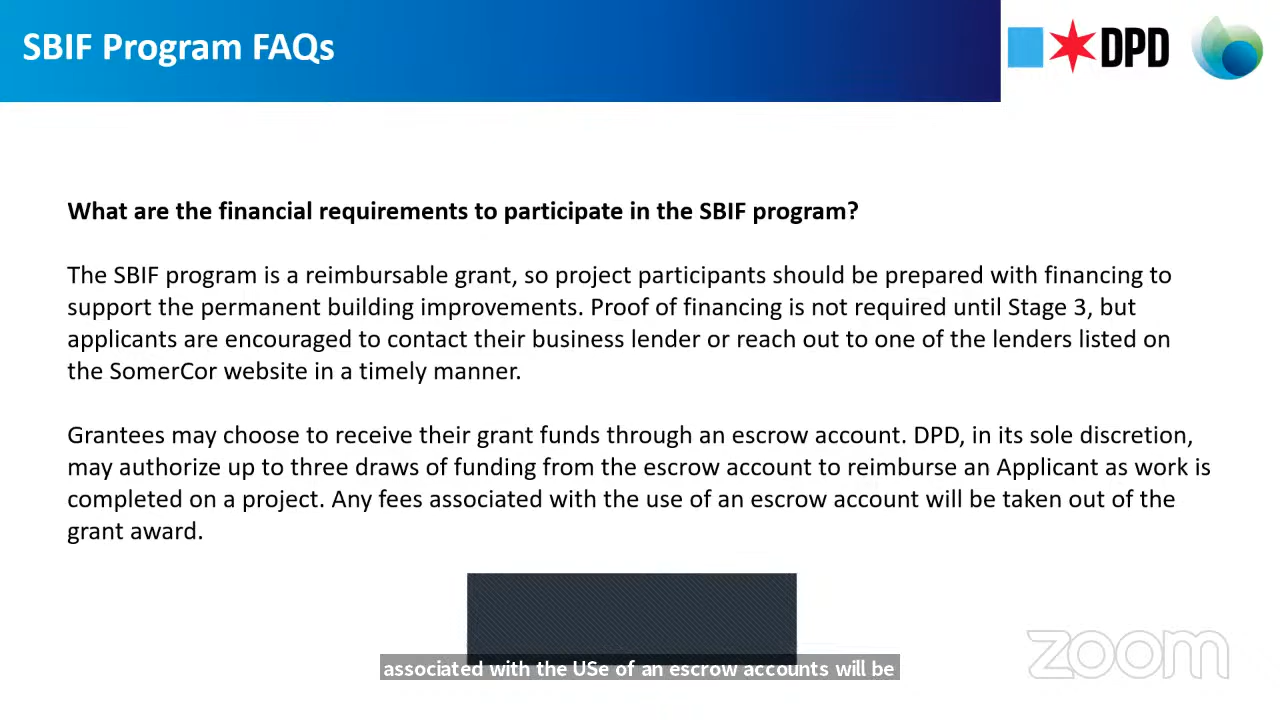 SBIF Program FAQs
DPD
What are the financial requirements to participate in the SBIF program?
The SBIF program is a reimbursable grant, so project participants should be prepared with financing to
support the permanent building improvements. Proof of financing is not required until Stage 3, but
applicants are encouraged to contact their business lender or reach out to one of the lenders listed on
the SomerCor website in a timely manner.
Grantees may choose to receive their grant funds through an escrow account. DPD, in its sole discretion,
may authorize up to three draws of funding from the escrow account to reimburse an Applicant as work is
completed on a project. Any fees associated with the use of an escrow account will be taken out of the
grant award.
associated with the USe of an escrow accounts will be
zoom